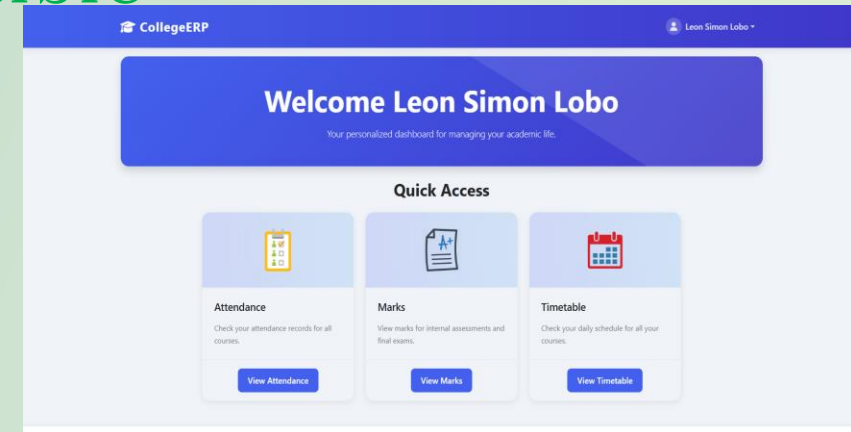 CollegeERP
Leon Simon Lobo
Welcome Leon Simon Lobo
Your personalized dashboard for managing your academic life.
Quick Access
A+
Attendance
Check your attendance records for all
courses.
View Attendance
Marks
View marks for internal assessments and
final exams.
View Marks
Timetable
Check your daily schedule for all your
courses.
View Timetable